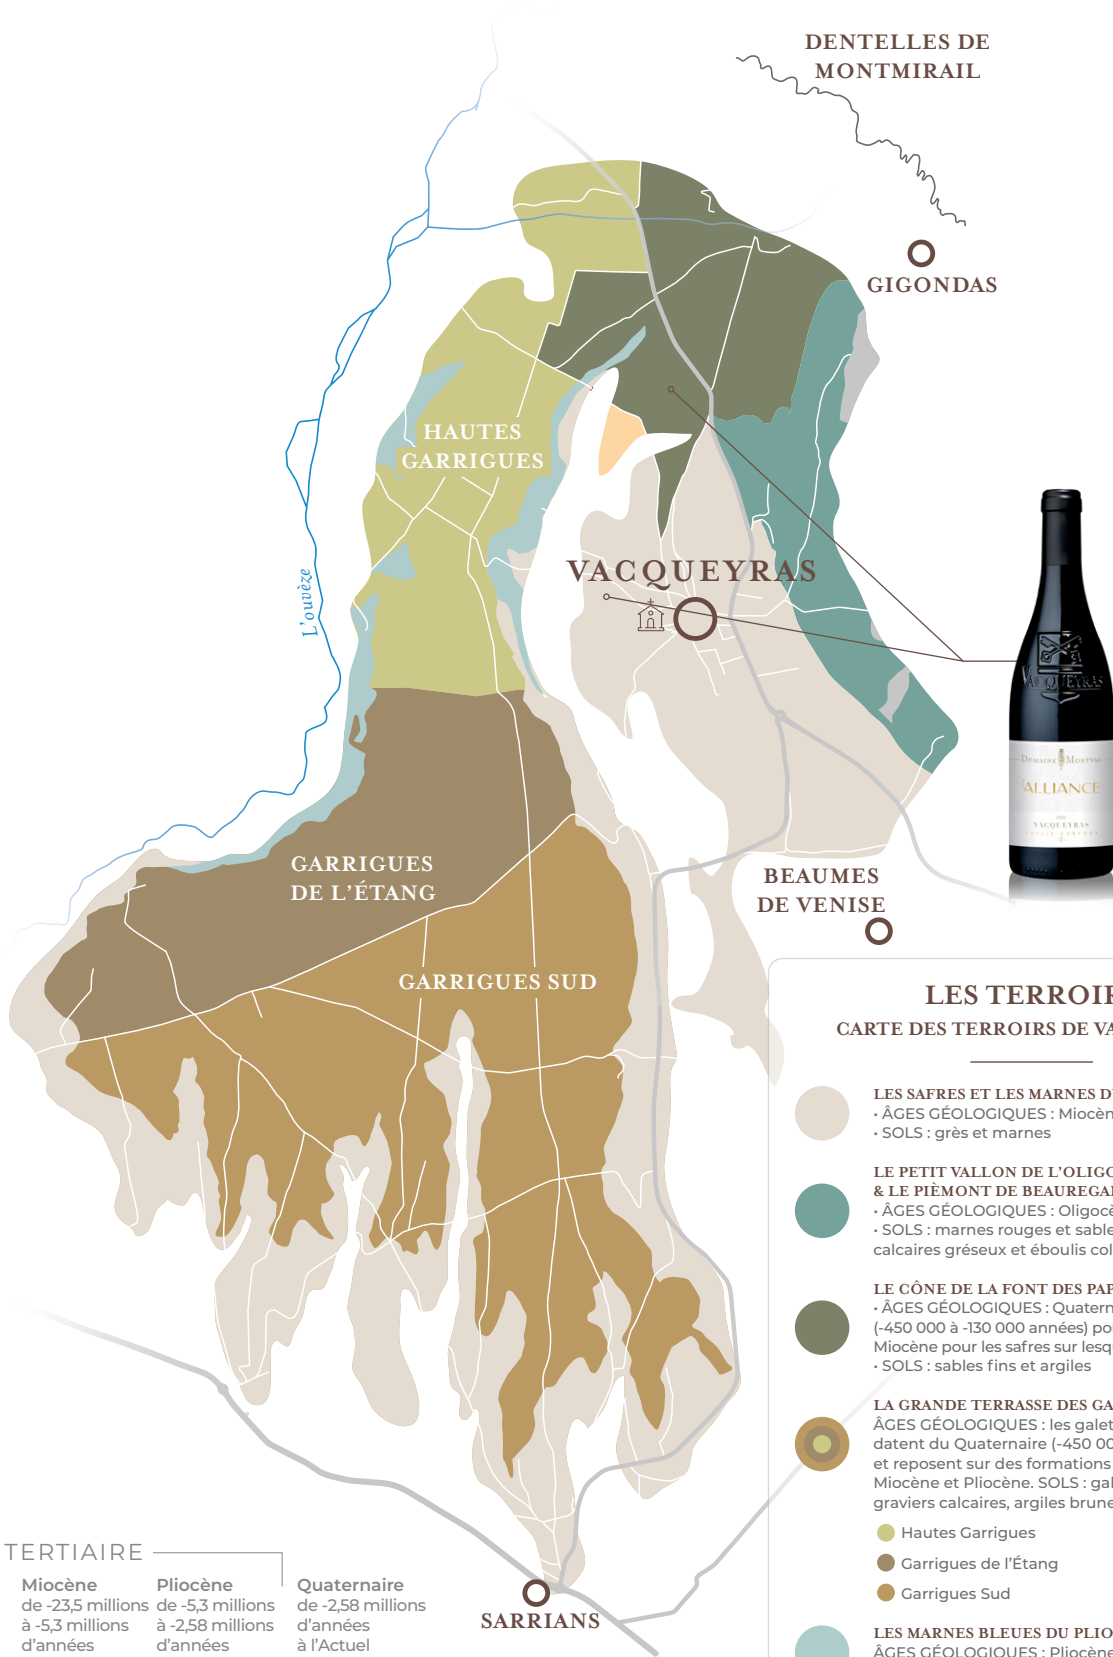 DENTELLES DE
MONTMIRAIL
GIGONDAS
HAUTES
GARRIGUES
L'ouvèze
VACQUEYRAS
VACQUEYRAS
DOMAINE MONTVAC
ALLIANCE
VACQUEYRAS
GARRIGUES
DE L'ÉTANG
BEAUMES
DE VENISE
GARRIGUES SUD
LES TERROIR
CARTE DES TERROIRS DE VA
LES SAFRES ET LES MARNES D
• ÂGES GÉOLOGIQUES : Miocèn
• SOLS : grès et marnes
LE PETIT VALLON DE L'OLIGO
& LE PIÈMONT DE BEAUREGA
• ÂGES GÉOLOGIQUES : Oligocè
• SOLS : marnes rouges et sable
calcaires gréseux et éboulis col
LE CÔNE DE LA FONT DES PAP
• ÂGES GÉOLOGIQUES : Quatern
(-450 000 à -130 000 années) pou
Miocène pour les safres sur lesqu
• SOLS : sables fins et argiles
LA GRANDE TERRASSE DES GA
ÂGES GÉOLOGIQUES : les galet
datent du Quaternaire (-450 00
et reposent sur des formations
Miocène et Pliocène. SOLS : gal
graviers calcaires, argiles brune
Hautes Garrigues
Garrigues de l'Étang
Garrigues Sud
LES MARNES BLEUES DU PLIO
ÂGES GÉOLOGIQUES : Pliocène
TERTIAIRE
Miocène
de -23,5 millions
à -5,3 millions
d'années
Pliocène
de -5,3 millions
à -2,58 millions
d'années
Quaternaire
de -2,58 millions
d'années
à l'Actuel
SARRIANS